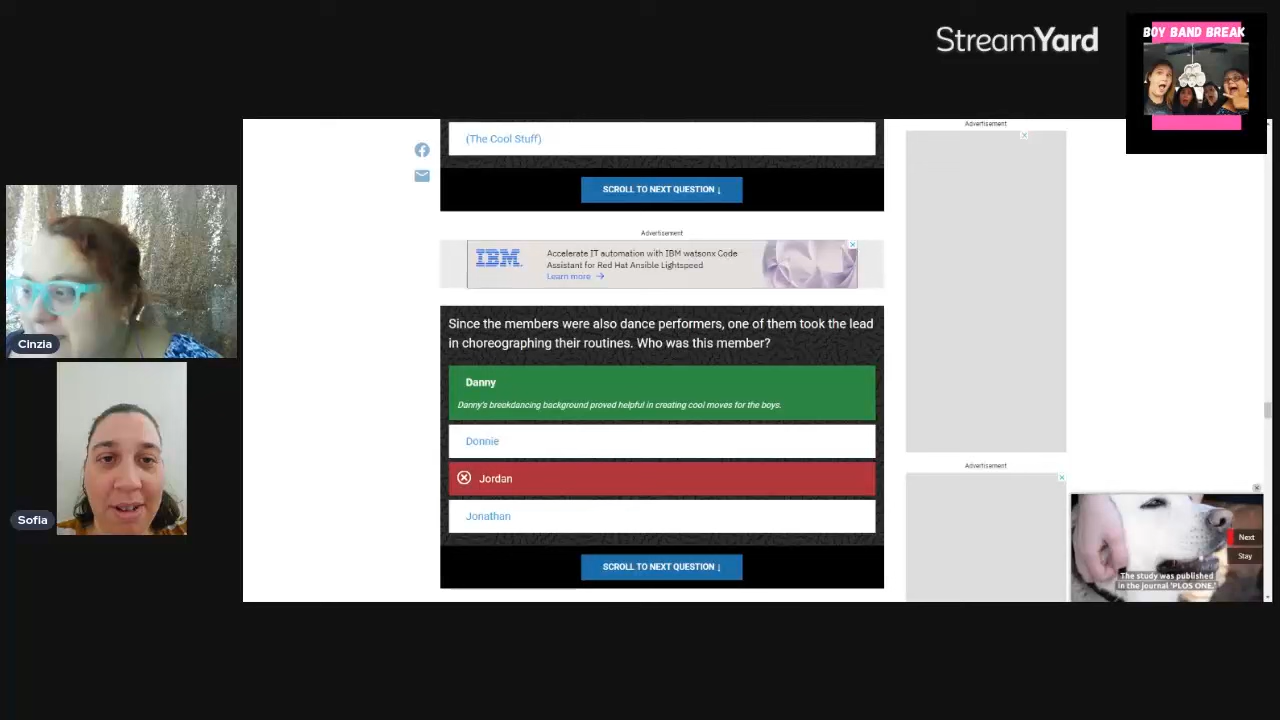 StreamYard
BOY BAND BREAK
(The Cool Stuff)
SCROLL TO NEXT QUESTION ↓
Advertisement
IBM.
Accelerate IT automation with IBM watsonx Code
Assistant for Red Hat Ansible Lightspeed
Learn more →
Since the members were also dance performers, one of them took the lead
in choreographing their routines. Who was this member?
Danny
Danny's breakdancing background proved helpful in creating cool moves for the boys.
Donnie
Jordan
Jonathan
SCROLL TO NEXT QUESTION ↓
Advertisement
Advertisement
Next
Stay
The study was published
in the journal 'PLOS ONE.'
Cinzia
Sofia